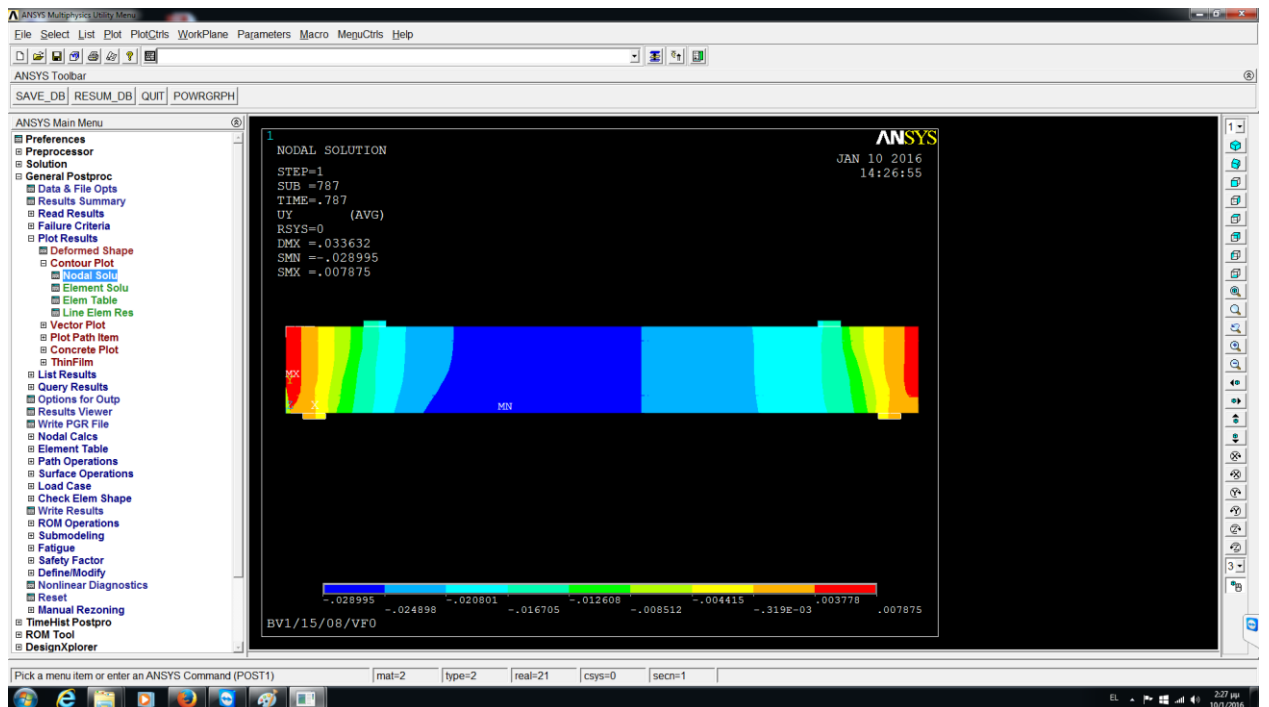 ANSYS Multiphysics Utility Menu
File Select List Plot PlotCtrls WorkPlane Parameters Macro MenuCtrls Help
ANSYS Toolbar
SAVE_DB RESUM_DB QUIT POWRGRPH
ANSYS Main Menu
Preferences
Preprocessor
Solution
General Postproc
Data & File Opts
Results Summary
Read Results
Failure Criteria
Plot Results
Deformed Shape
Contour Plot
Nodal Solu
Element Solu
Elem Table
Line Elem Res
Vector Plot
Plot Path Item
Concrete Plot
ThinFilm
List Results
Query Results
Options for Outp
Results Viewer
Write PGR File
Nodal Calcs
Element Table
Path Operations
Surface Operations
Load Case
Check Elem Shape
Write Results
ROM Operations
Submodeling
Fatigue
Safety Factor
Define/Modify
Nonlinear Diagnostics
Reset
Manual Rezoning
TimeHist Postpro
ROM Tool
DesignXplorer
1
NODAL SOLUTION
STEP=1
SUB =787
TIME=.787
UY (AVG)
RSYS=0
DMX =.033632
SMN =-.028995
SMX =.007875
ANSYS
JAN 10 2016
14:26:55
MX
Y
X
MN
-.028995 -.020801 -.012608 -.004415 .003778
-.024898 -.016705 -.008512 -.319E-03 .007875
BV1/15/08/VF0
1
3
Pick a menu item or enter an ANSYS Command (POST1) mat=2 type=2 real=21 csys=0 secn=1
EL 2:27 μμ
10/1/2016